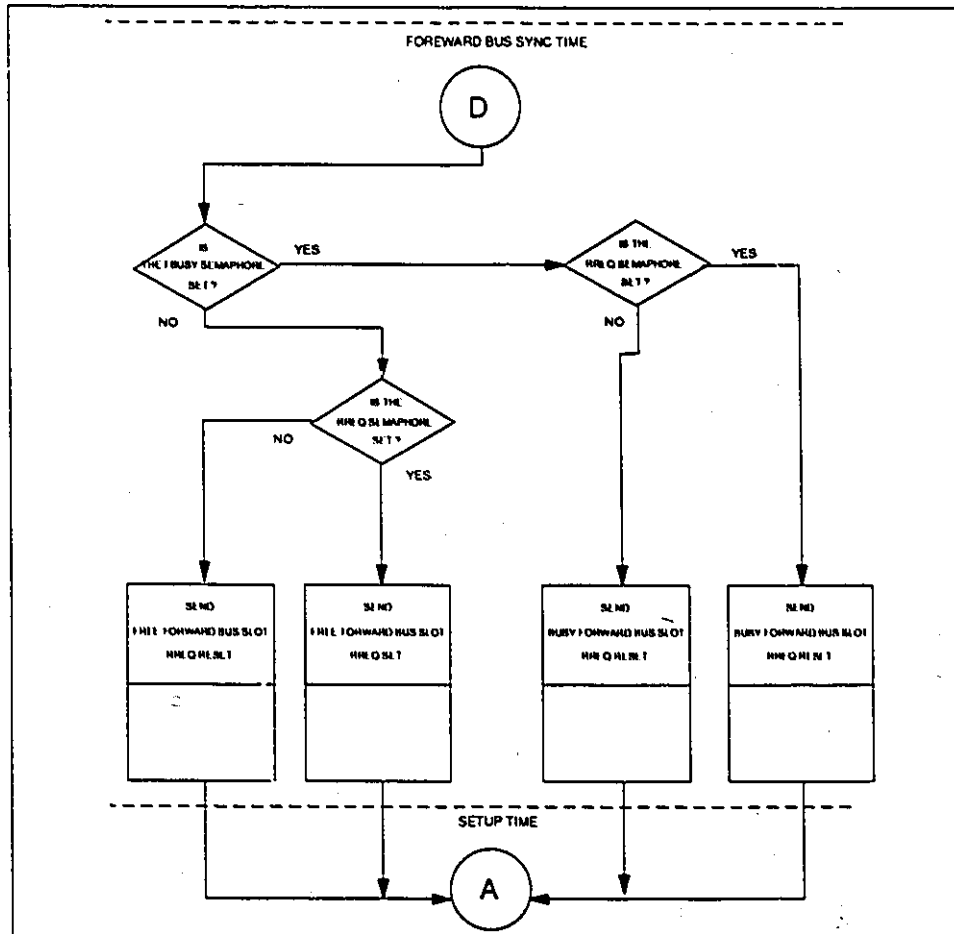 FOREWARD BUS SYNC TIME
D
IS
THE FBUSY SEMAPHORE
SET?
YES
NO
IS THE
RREQ SEMAPHORE
SET?
YES
NO
IS THE
RREQ SEMAPHORE
SET?
NO
YES
SEND
FREE FORWARD BUS SLOT
RREQ RESET
SEND
FREE FORWARD BUS SLOT
RREQ SET
SEND
BUSY FORWARD BUS SLOT
RREQ RESET
SEND
BUSY FORWARD BUS SLOT
RREQ SET
SETUP TIME
A